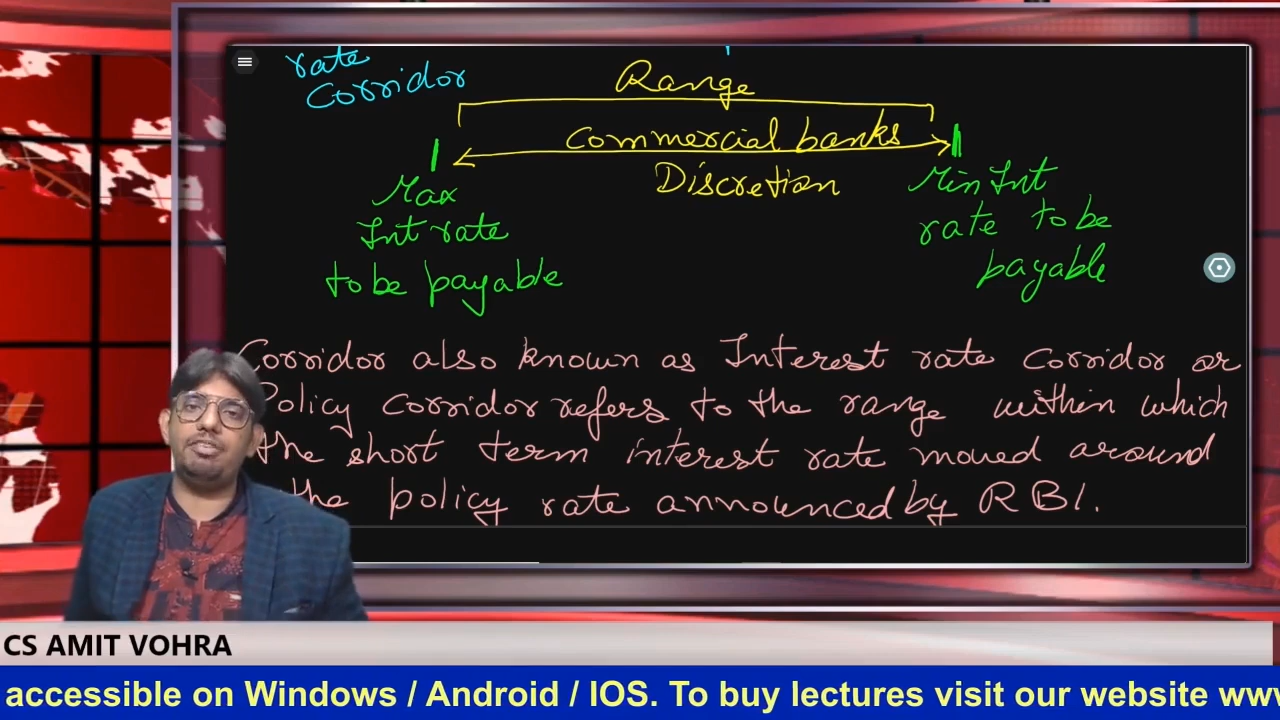 rate
Corridor
Range
Commercial banks
Discretion
Max
Int rate
to be payable
Min Int
rate to be
payable
Corridor also known as Interest rate corridor or
Policy corridor refers to the range within which
the short term interest rate moved around
the policy rate announced by RBI.
CS AMIT VOHRA
accessible on Windows / Android / IOS. To buy lectures visit our website www